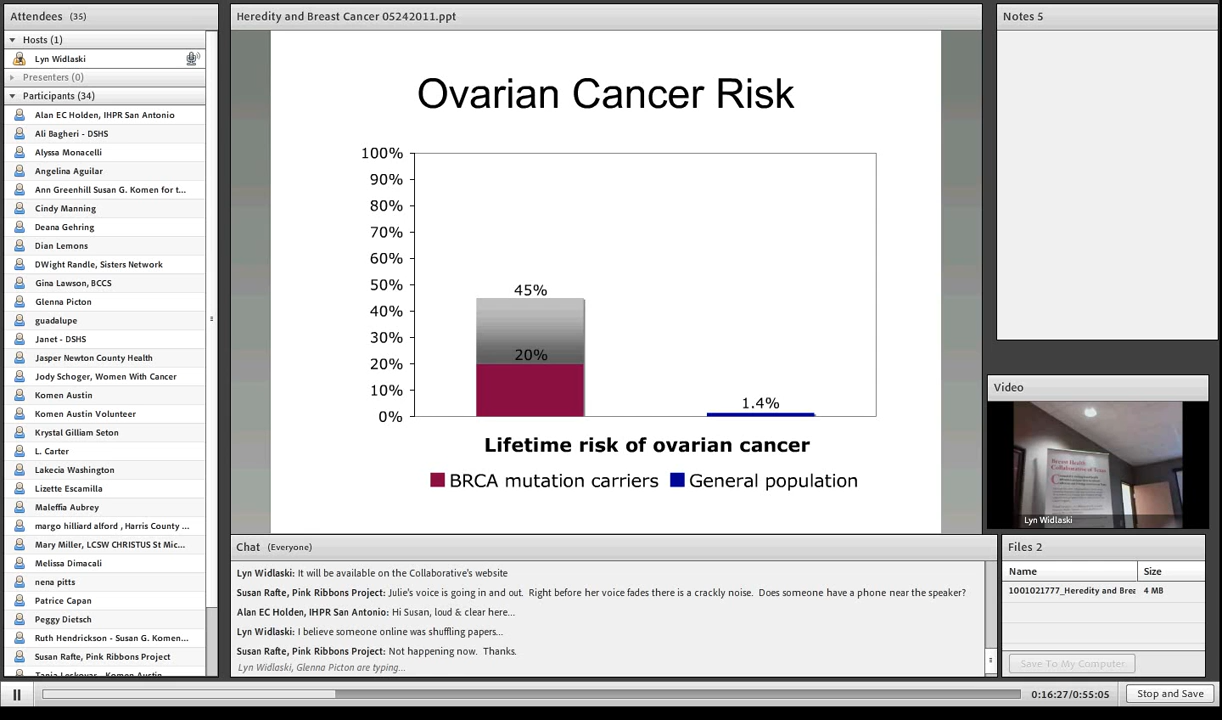 Attendees (35)
Hosts (1)
Lyn Widlaski
Presenters (0)
Participants (34)
Alan EC Holden, IHPR San Antonio
Ali Bagheri - DSHS
Alyssa Monacelli
Angelina Aguilar
Ann Greenhill Susan G. Komen for t...
Cindy Manning
Deana Gehring
Dian Lemons
DWight Randle, Sisters Network
Gina Lawson, BCCS
Glenna Picton
guadalupe
Janet - DSHS
Jasper Newton County Health
Jody Schoger, Women With Cancer
Komen Austin
Komen Austin Volunteer
Krystal Gilliam Seton
L. Carter
Lakecia Washington
Lizette Escamilla
Maleffia Aubrey
margo hilliard alford , Harris County ...
Mary Miller, LCSW CHRISTUS St Mic...
Melissa Dimacali
nena pitts
Patrice Capan
Peggy Dietsch
Ruth Hendrickson - Susan G. Komen...
Susan Rafte, Pink Ribbons Project
Heredity and Breast Cancer 05242011.ppt
Ovarian Cancer Risk
100%
90%
80%
70%
60%
50%
40%
30%
20%
10%
0%
45%
20%
1.4%
Lifetime risk of ovarian cancer
BRCA mutation carriers General population
Chat (Everyone)
Lyn Widlaski: It will be available on the Collaborative's website
Susan Rafte, Pink Ribbons Project: Julie's voice is going in and out. Right before her voice fades there is a crackly noise. Does someone have a phone near the speaker?
Alan EC Holden, IHPR San Antonio: Hi Susan, loud & clear here...
Lyn Widlaski: I believe someone online was shuffling papers...
Susan Rafte, Pink Ribbons Project: Not happening now. Thanks.
Lyn Widlaski, Glenna Picton are typing...
Notes 5
Video
Breast Health
Collaborative of Texas
Lyn Widlaski
Files 2
Name Size
1001021777_Heredity and Brea 4 MB
Save To My Computer
0:16:27/0:55:05
Stop and Save